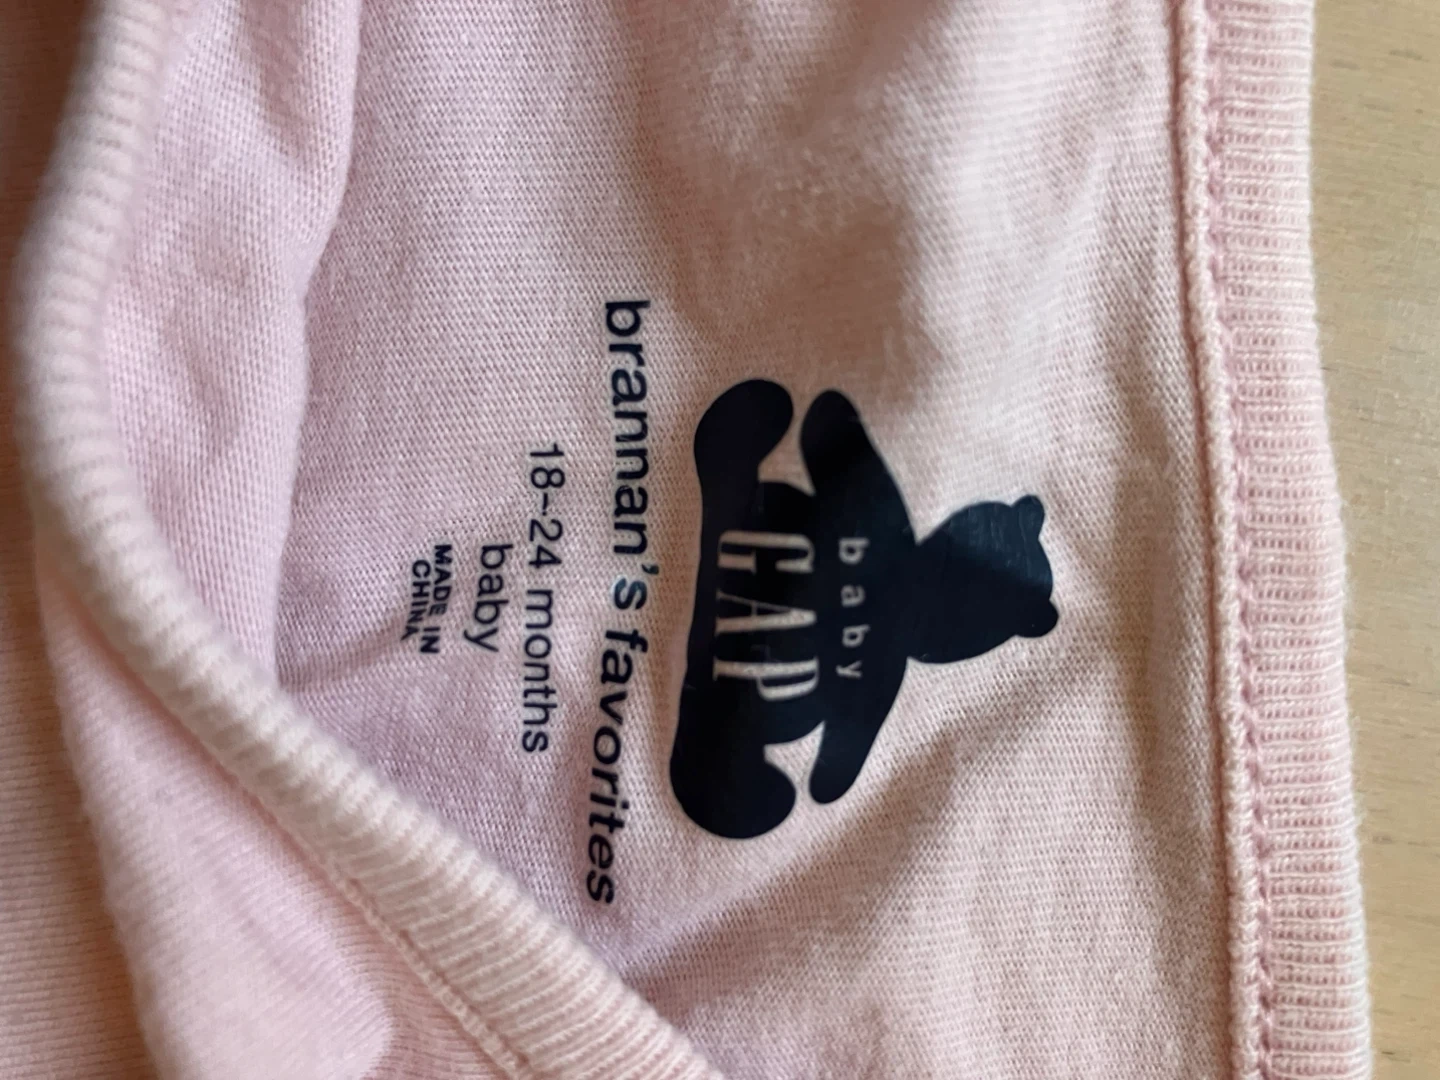 baby
GAP
brannan's favorites
18-24 months
baby
MADE IN
CHINA